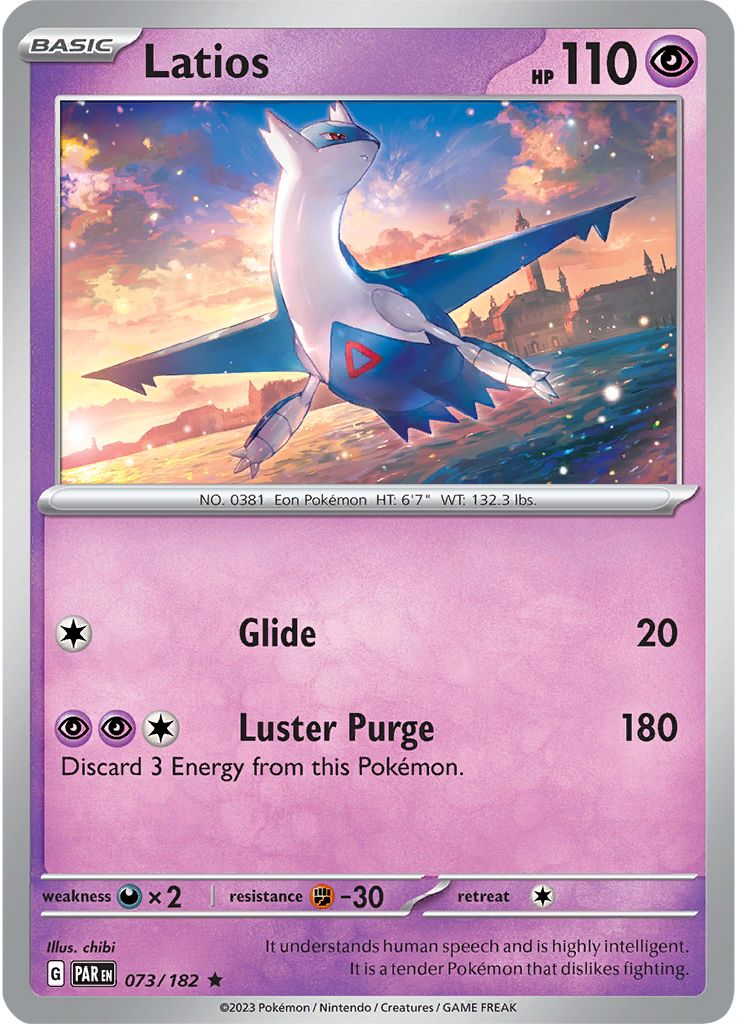 BASIC Latios HP 110
NO. 0381 Eon Pokémon HT: 6'7" WT: 132.3 lbs.
Glide 20
Luster Purge 180
Discard 3 Energy from this Pokémon.
weakness ×2 resistance -30 retreat
Illus. chibi
It understands human speech and is highly intelligent.
It is a tender Pokémon that dislikes fighting.
G PAR EN 073/182 ★
©2023 Pokémon / Nintendo / Creatures / GAME FREAK